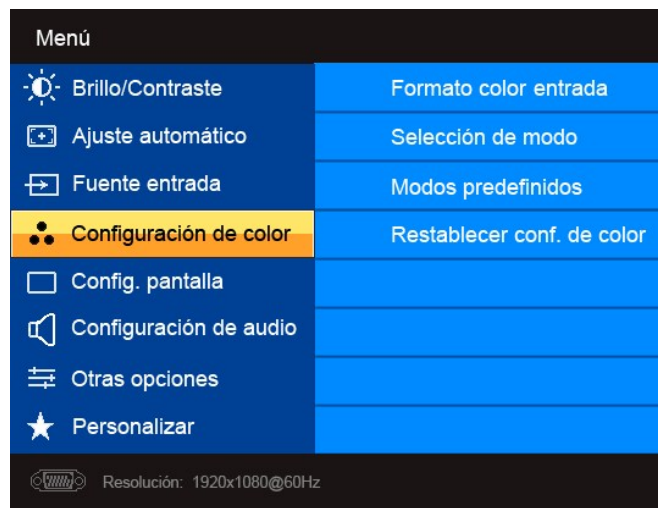 Menú
Brillo/Contraste
Formato color entrada
Ajuste automático
Selección de modo
Fuente entrada
Modos predefinidos
Configuración de color
Restablecer conf. de color
Config. pantalla
Configuración de audio
Otras opciones
Personalizar
Resolución: 1920x1080@60Hz